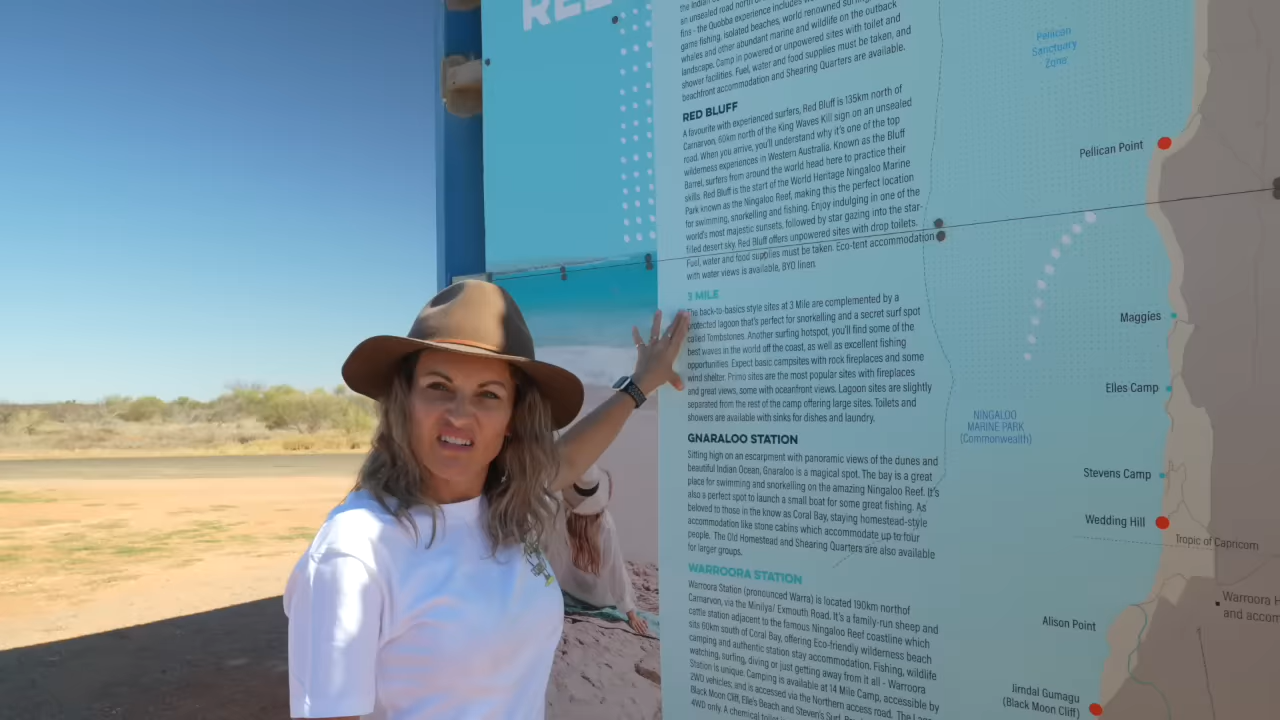 RED
the Indian
an unsealed road north of
fins - the Quobba experience includes
game fishing, isolated beaches, world renowned surfing
whales and other abundant marine and wildlife on the outback
landscape. Camp in powered or unpowered sites with toilet and
shower facilities. Fuel, water and food supplies must be taken, and
beachfront accommodation and Shearing Quarters are available.
RED BLUFF
A favourite with experienced surfers, Red Bluff is 135km north of
Carnarvon, 60km north of the King Waves Kill sign on an unsealed
road. When you arrive, you'll understand why it's one of the top
wilderness experiences in Western Australia. Known as the Bluff
Barrel, surfers from around the world head here to practice their
skills. Red Bluff is the start of the World Heritage Ningaloo Marine
Park known as the Ningaloo Reef, making this the perfect location
for swimming, snorkelling and fishing. Enjoy indulging in one of the
world's most majestic sunsets, followed by star gazing into the star-
filled desert sky. Red Bluff offers unpowered sites with drop toilets.
Fuel, water and food supplies must be taken. Eco-tent accommodation
with water views is available, BYO linen.
3 MILE
The back-to-basics style sites at 3 Mile are complemented by a
protected lagoon that's perfect for snorkelling and a secret surf spot
called Tombstones. Another surfing hotspot, you'll find some of the
best waves in the world off the coast, as well as excellent fishing
opportunities. Expect basic campsites with rock fireplaces and some
wind shelter. Primo sites are the most popular sites with fireplaces
and great views, some with oceanfront views. Lagoon sites are slightly
separated from the rest of the camp offering large sites. Toilets and
showers are available with sinks for dishes and laundry.
GNARALOO STATION
Sitting high on an escarpment with panoramic views of the dunes and
beautiful Indian Ocean, Gnaraloo is a magical spot. The bay is a great
place for swimming and snorkelling on the amazing Ningaloo Reef. It's
also a perfect spot to launch a small boat for some great fishing. As
beloved to those in the know as Coral Bay, staying homestead-style
accommodation like stone cabins which accommodate up to four
people. The Old Homestead and Shearing Quarters are also available
for larger groups.
WARROORA STATION
Warroora Station (pronounced Warra) is located 190km northof
Carnarvon, via the Minilya/ Exmouth Road. It's a family-run sheep and
cattle station adjacent to the famous Ningaloo Reef coastline which
sits 60km south of Coral Bay, offering Eco-friendly wilderness beach
camping and authentic station stay accommodation. Fishing, wildlife
watching, surfing, diving or just getting away from it all - Warroora
Station is unique. Camping is available at 14 Mile Camp, accessible by
2WD vehicles, and is accessed via the Northern access road. The
Black Moon Cliff, Elle's Beach and Steven's Surf
4WD only. A chemical toilet
Pelican
Sanctuary
Zone
Pellican Point
Maggies
Elles Camp
NINGALOO
MARINE PARK
(Commonwealth)
Stevens Camp
Wedding Hill
Tropic of Capricorn
Warroora H
and accom
Alison Point
Jirndal Gumagu
(Black Moon Cliff)